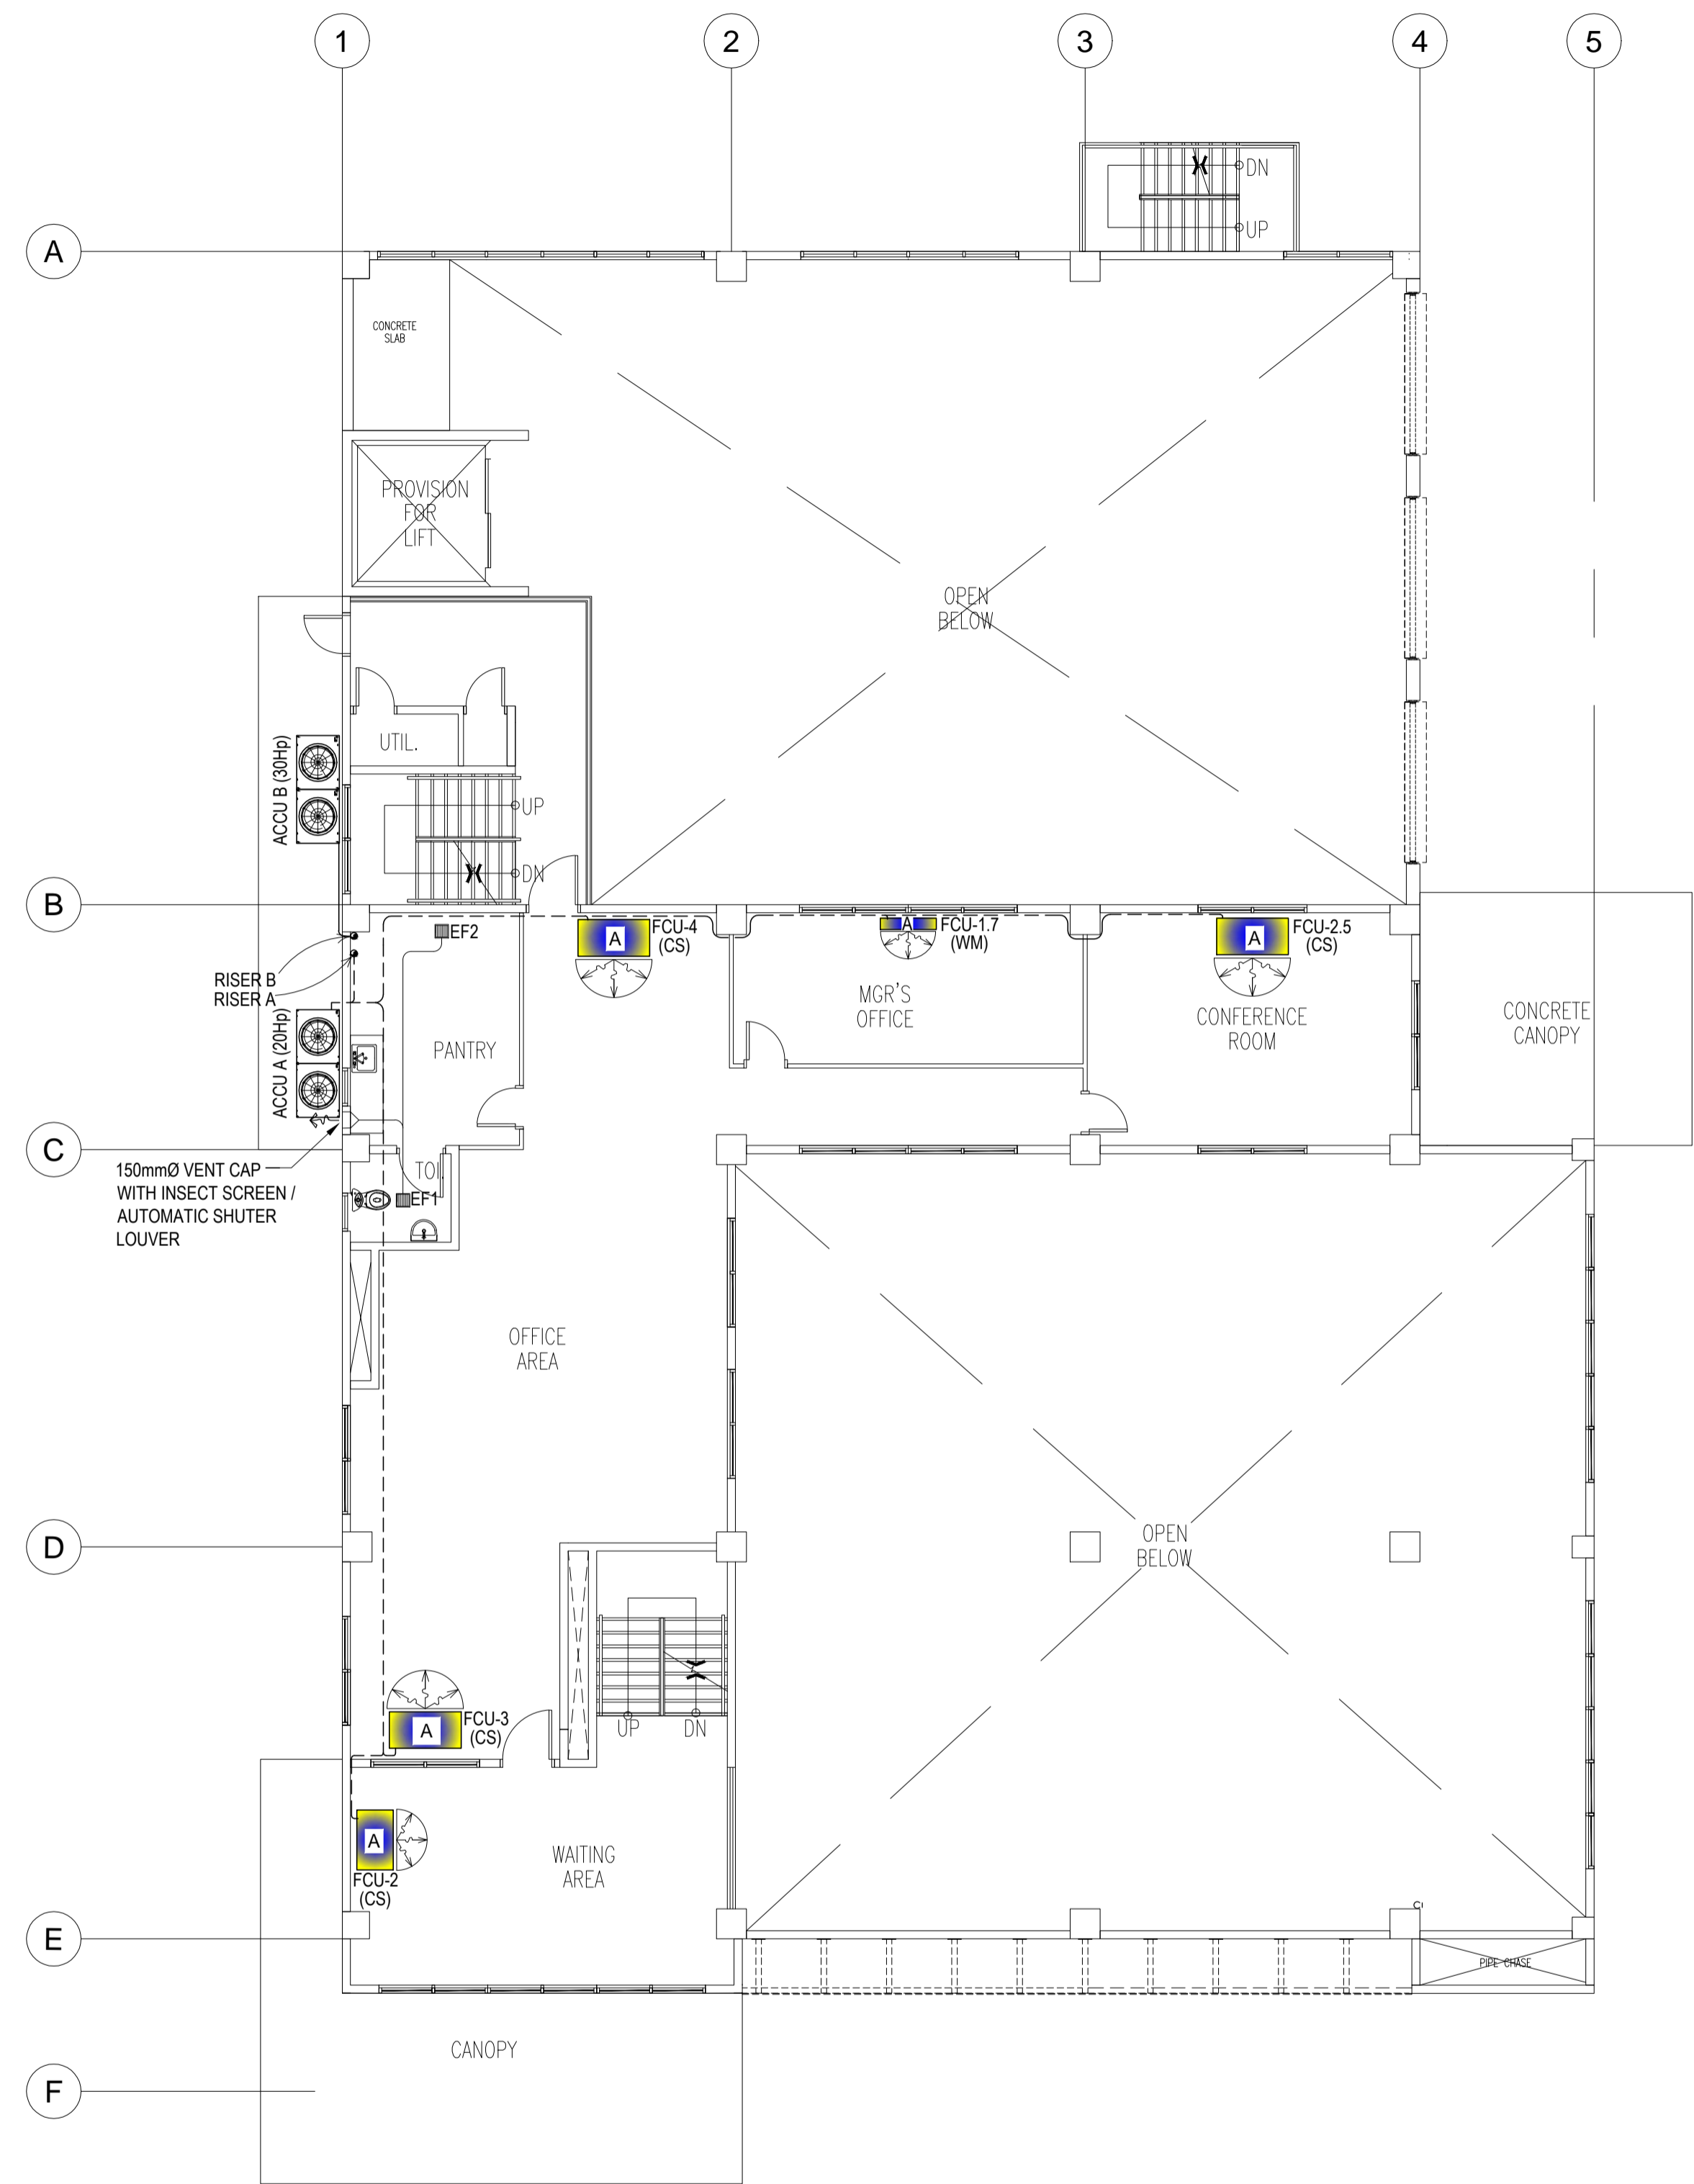 1
2
3
4
5
DN
UP
A
CONCRETE
SLAB
PROVISION
FOR
LIFT
OPEN
BELOW
UTIL.
ACCU B (30Hp)
UP
DN
B
EF2
A
FCU-4
(CS)
A
FCU-1.7
(WM)
A
FCU-2.5
(CS)
RISER B
RISER A
MGR'S
OFFICE
CONFERENCE
ROOM
CONCRETE
CANOPY
PANTRY
ACCU A (20Hp)
C
150mmØ VENT CAP
WITH INSECT SCREEN /
AUTOMATIC SHUTER
LOUVER
TOI.
EF1
OFFICE
AREA
D
OPEN
BELOW
A
FCU-3
(CS)
UP
DN
A
FCU-2
(CS)
WAITING
AREA
E
PIPE CHASE
CANOPY
F